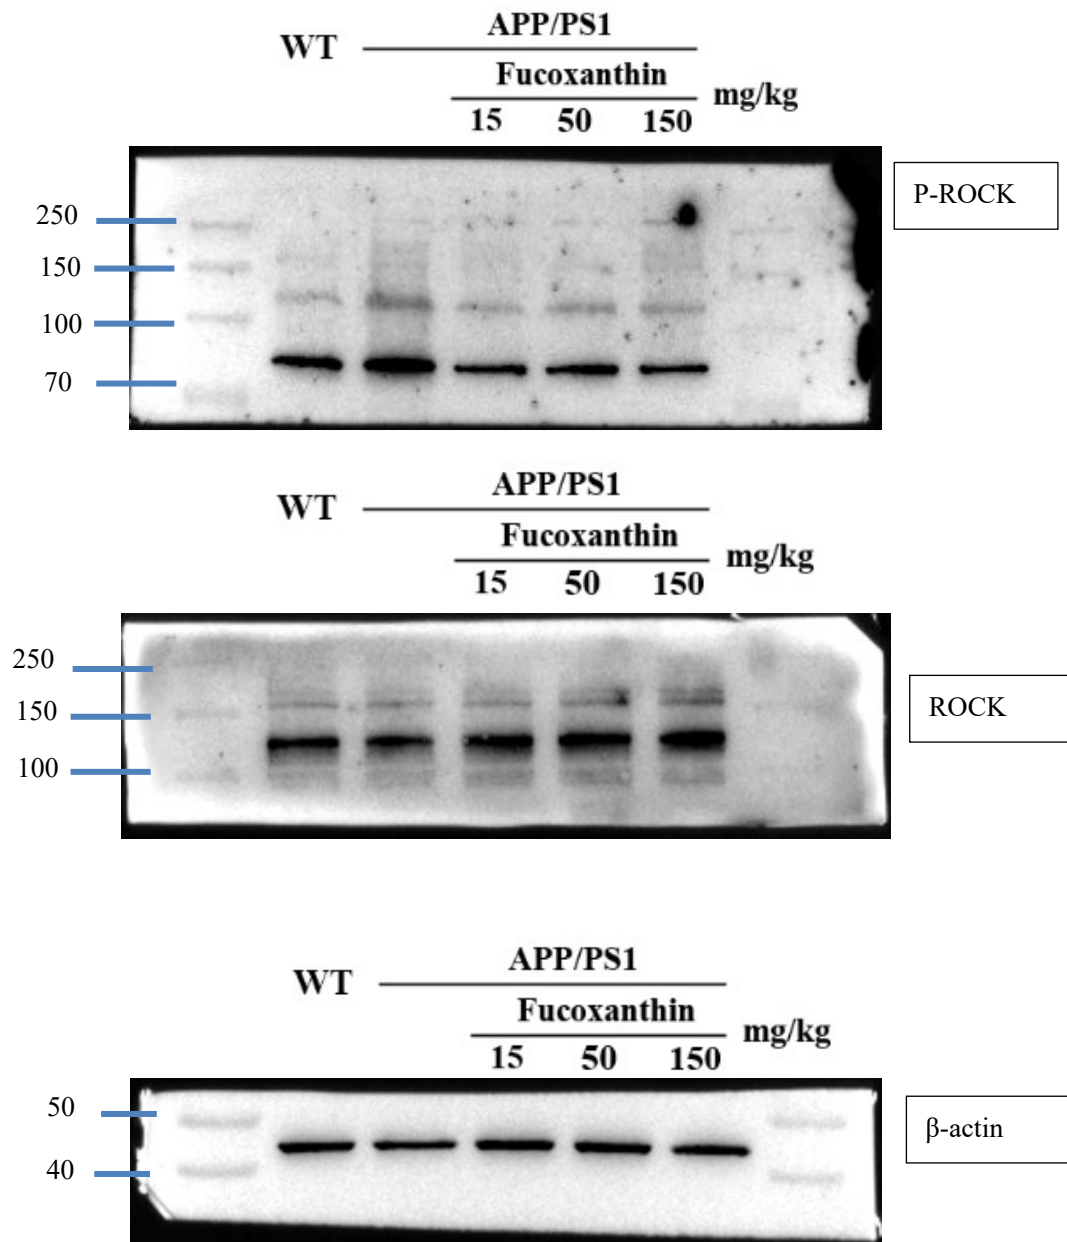 WT
APP/PS1
Fucoxanthin
mg/kg
15 50 150
P-ROCK
250
150
100
70
WT
APP/PS1
Fucoxanthin
mg/kg
15 50 150
250
150
100
ROCK
WT
APP/PS1
Fucoxanthin
mg/kg
15 50 150
50
40
β-actin